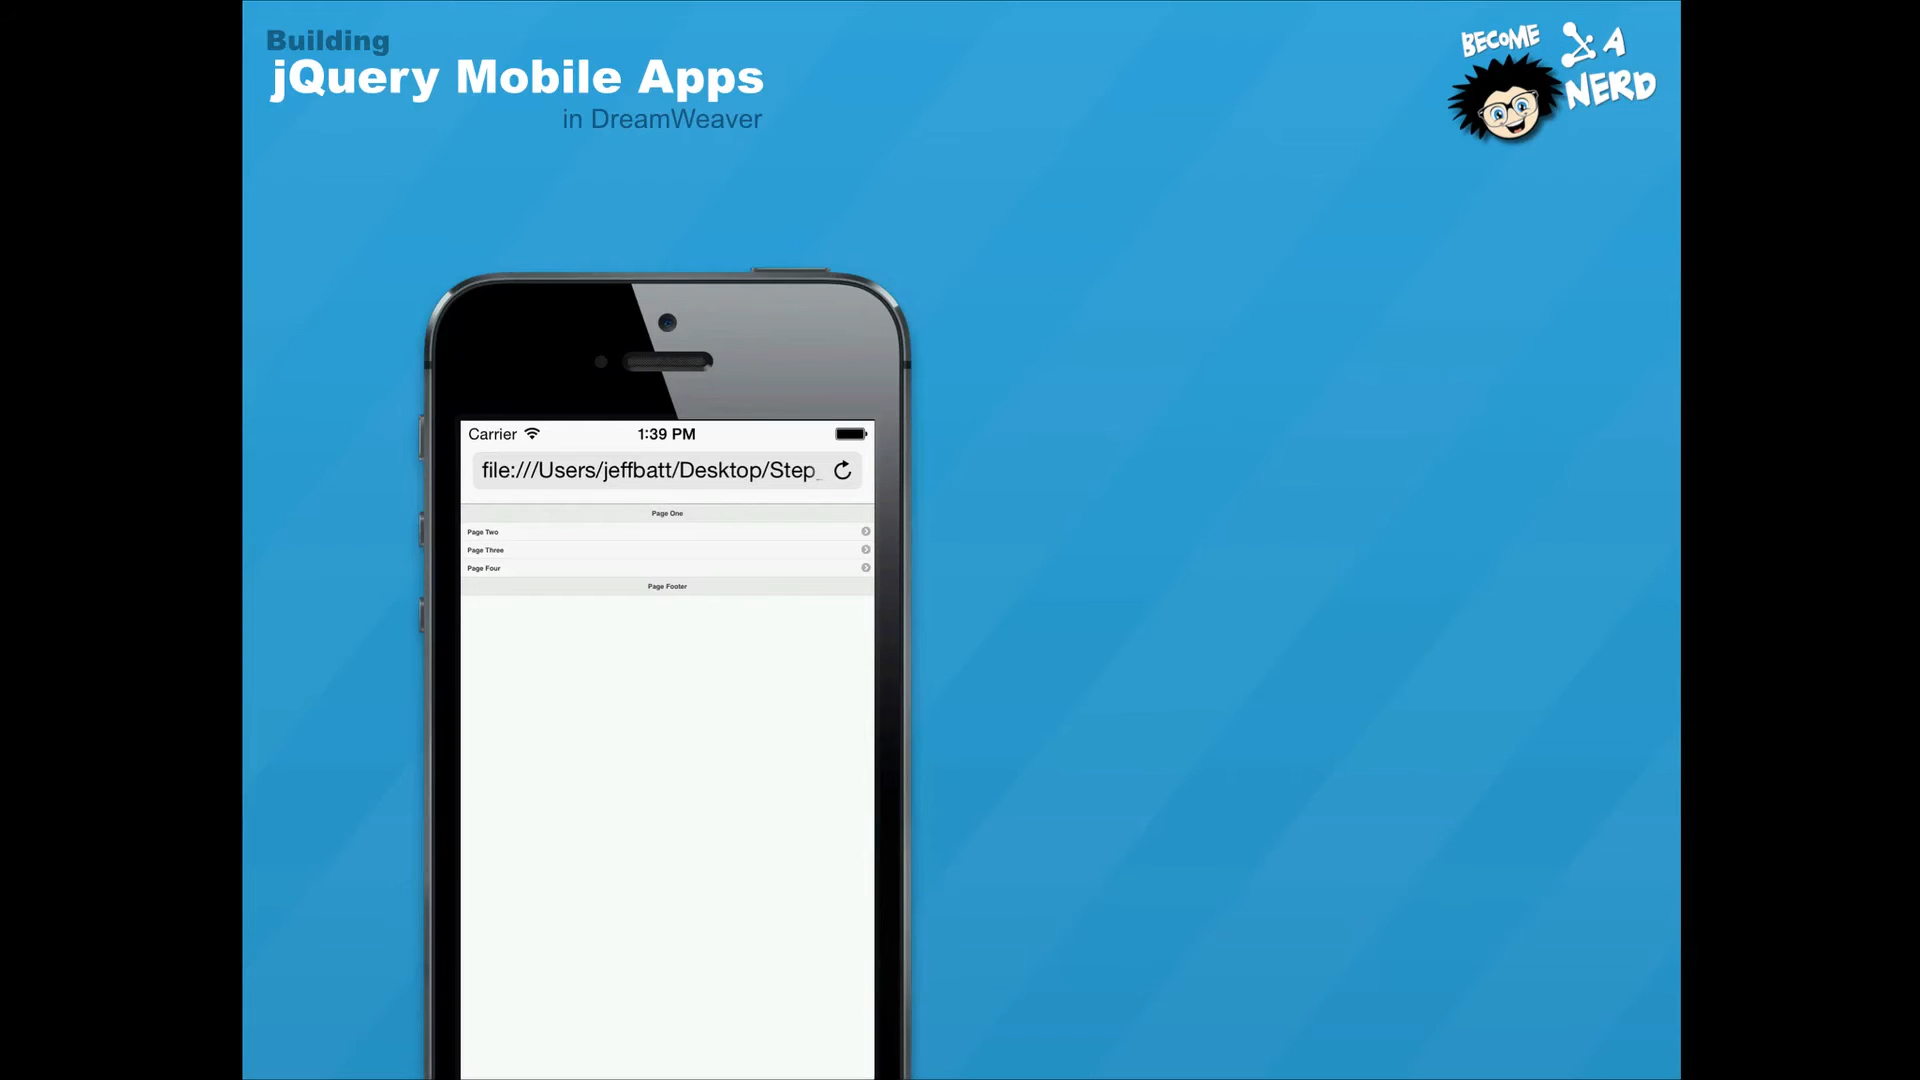 Building
jQuery Mobile Apps
in DreamWeaver
BECOME A
NERD
Carrier
1:39 PM
file:///Users/jeffbatt/Desktop/Step_
Page One
Page Two
Page Three
Page Four
Page Footer